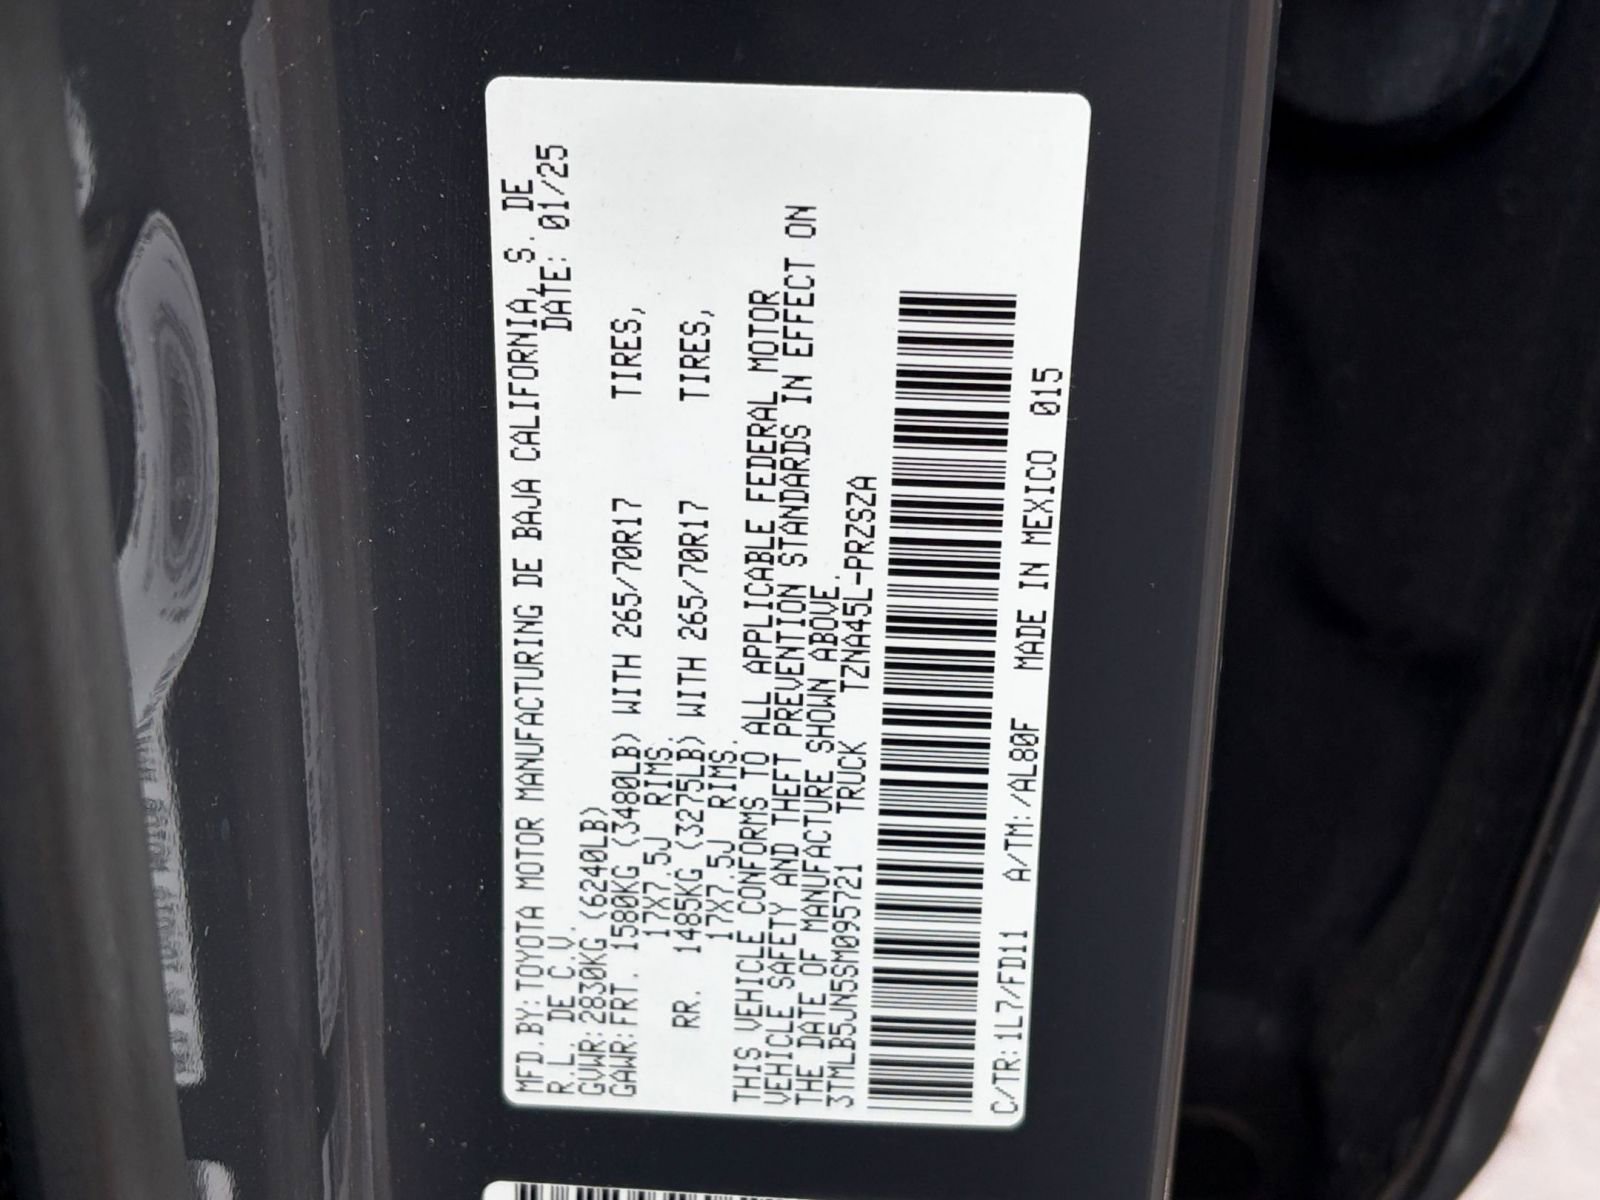 MFD.BY:TOYOTA MOTOR MANUFACTURING DE BAJA CALIFORNIA, S. DE
R.L. DE C.V. DATE: 01/25
GVWR:2830KG (6240LB)
GAWR:FRT. 1580KG (3480LB) WITH 265/70R17 TIRES,
17X7.5J RIMS.
RR. 1485KG (3275LB) WITH 265/70R17 TIRES,
17X7.5J RIMS.
THIS VEHICLE CONFORMS TO ALL APPLICABLE FEDERAL MOTOR
VEHICLE SAFETY AND THEFT PREVENTION STANDARDS IN EFFECT ON
THE DATE OF MANUFACTURE SHOWN ABOVE.
3TMLB5JN5SM095721 TRUCK TZNA45L-PRZSZA
C/TR:1L7/FD11 A/TM:/AL80F MADE IN MEXICO 015